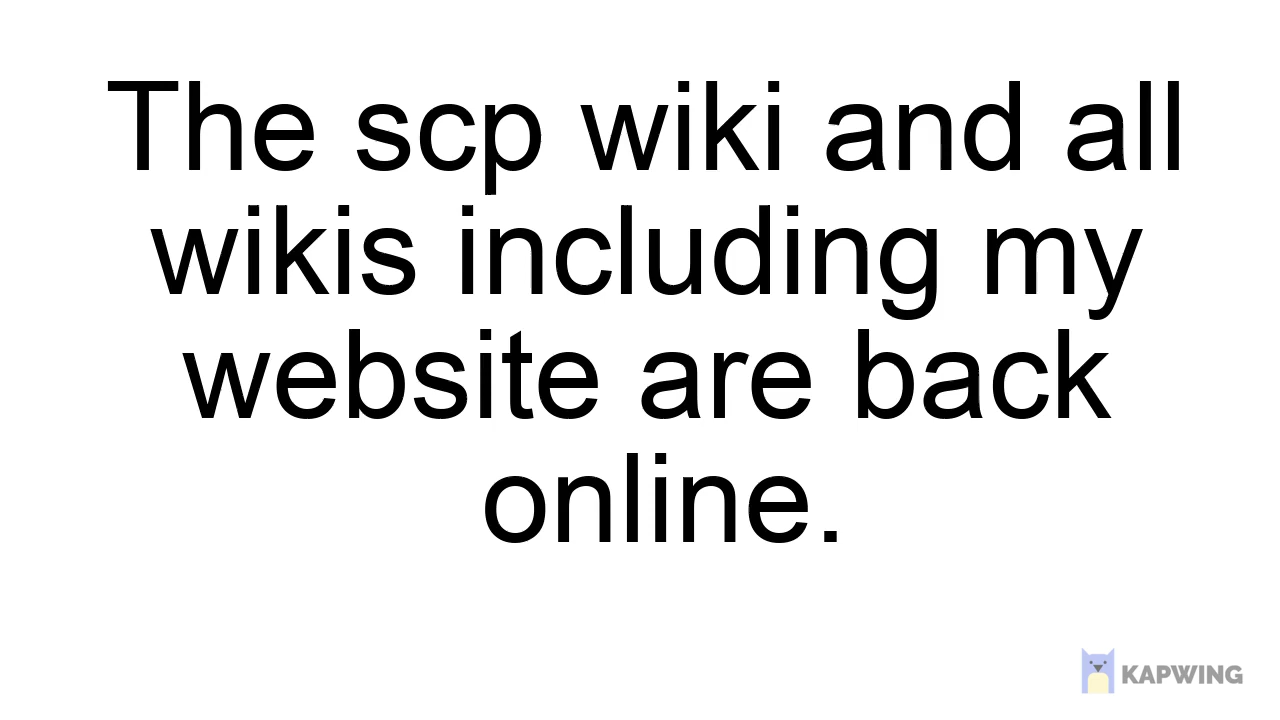 The scp wiki and all
wikis including my
website are back
online.
KAPWING